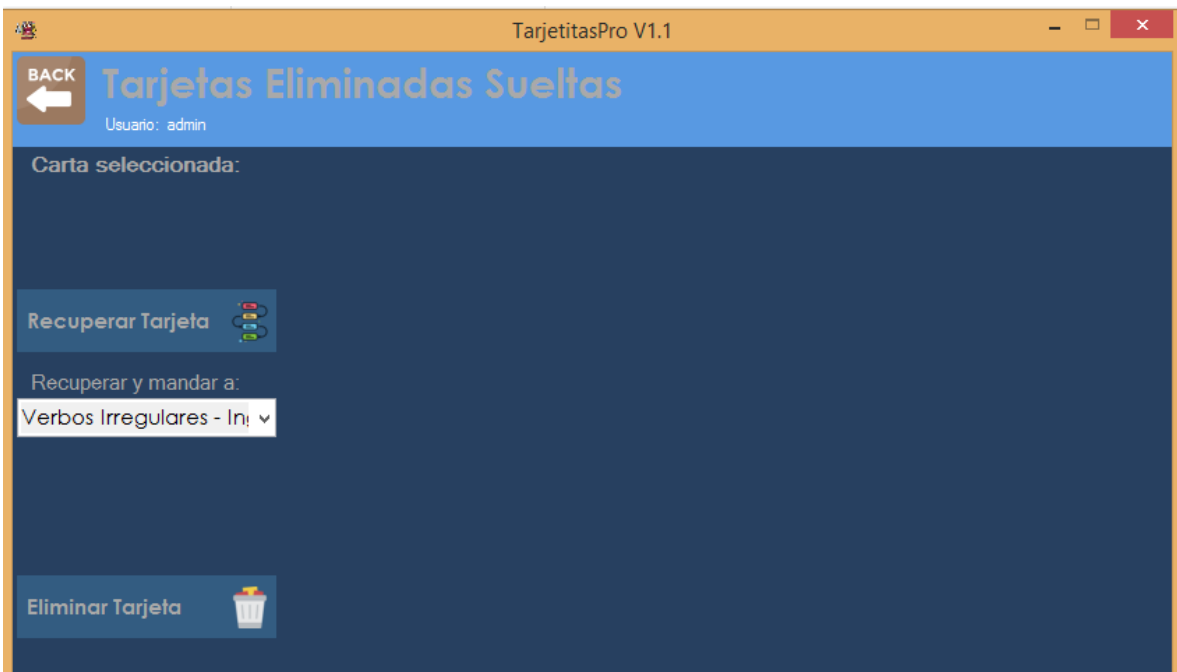 TarjetitasPro V1.1
BACK
Tarjetas Eliminadas Sueltas
Usuario: admin
Carta seleccionada:
Recuperar Tarjeta
Recuperar y mandar a:
Verbos Irregulares - In
Eliminar Tarjeta